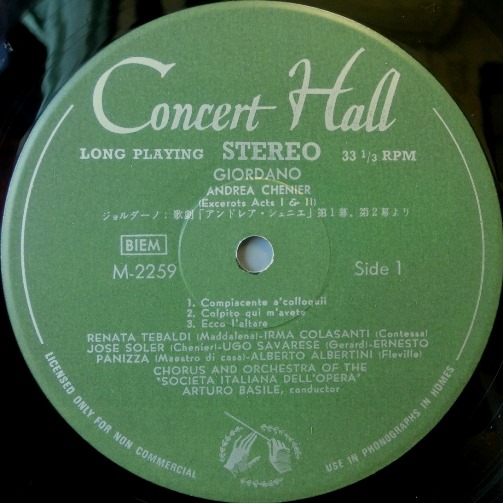 Concert Hall
LONG PLAYING STEREO 33 1/3 RPM
GIORDANO
ANDREA CHENIER
(Excerots Acts I & II)
ジョルダーノ：歌劇「アンドレア・シェニエ」第1幕、第2幕より
BIEM
M-2259 Side 1
1. Compiacente a'colloquii
2. Colpito qui m'avete
3. Ecco l'altare
RENATA TEBALDI (Maddalena)-IRMA COLASANTI (Contessa)
JOSE SOLER (Chenier)-UGO SAVARESE (Gerard)-ERNESTO
PANIZZA (Maestro di casa)-ALBERTO ALBERTINI (Fleville)
CHORUS AND ORCHESTRA OF THE
"SOCIETA ITALIANA DELL'OPERA"
ARTURO BASILE, conductor
LICENSED ONLY FOR NON COMMERCIAL
USE IN PHONOGRAPHS IN HOMES